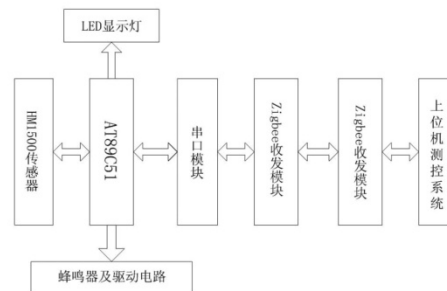 LED显示灯
HM1500传感器
AT89C51
串口模块
Zigbee收发模块
Zigbee收发模块
上位机测控系统
蜂鸣器及驱动电路